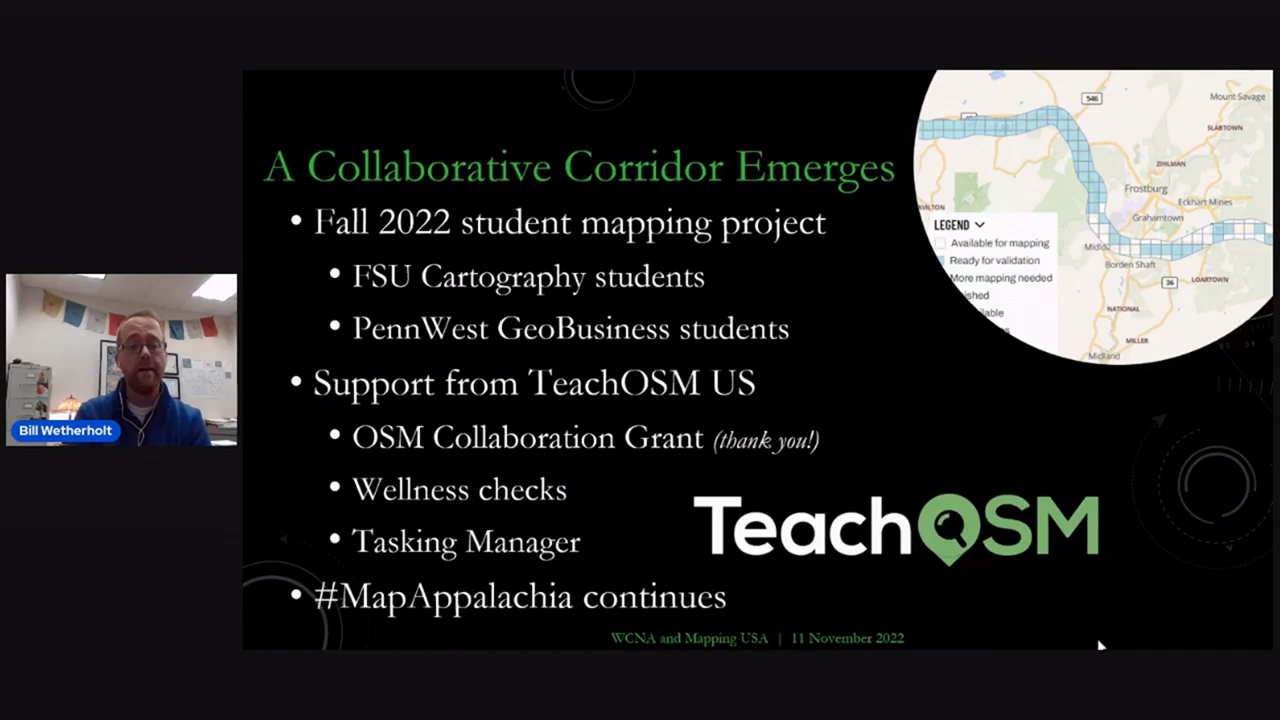 A Collaborative Corridor Emerges
• Fall 2022 student mapping project
• FSU Cartography students
• PennWest GeoBusiness students
• Support from TeachOSM US
• OSM Collaboration Grant (thank you!)
• Wellness checks
• Tasking Manager
• #MapAppalachia continues
TeachOSM
WCNA and Mapping USA | 11 November 2022
Bill Wetherholt
546
Mount Savage
SLABTOWN
ZIHLMAN
Frostburg
Eckhart Mines
Grahamtown
Borden Shaft
LOARTOWN
36
NATIONAL
MILLER
Midland
LEGEND
Available for mapping
Ready for validation
More mapping needed